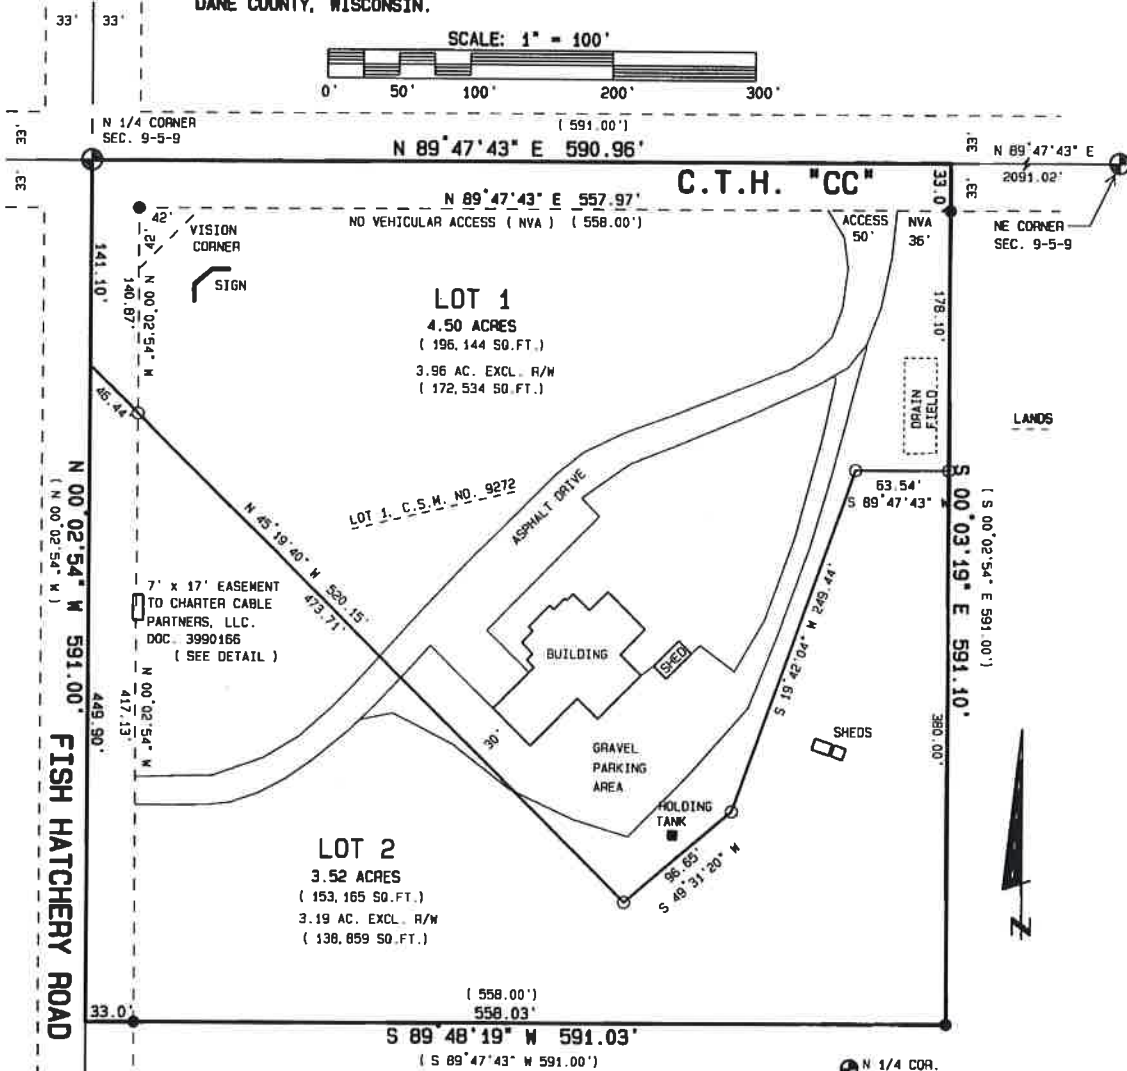 DANE COUNTY, WISCONSIN.
33' 33'
SCALE: 1" = 100'
0' 50' 100' 200' 300'
N 1/4 CORNER
SEC. 9-5-9
33'
33'
( 591.00')
N 89°47'43" E 590.96'
33'
33'
33.0'
N 89°47'43" E
2091.02'
C.T.H. "CC"
N 89°47'43" E 557.97'
NO VEHICULAR ACCESS ( NVA ) ( 558.00')
ACCESS
50'
NVA
36'
NE CORNER
SEC. 9-5-9
42'
42'
VISION
CORNER
SIGN
141.10'
N 00°02'54" W
140.87'
LOT 1
4.50 ACRES
( 196,144 SQ.FT.)
3.96 AC. EXCL. R/W
( 172,534 SQ.FT.)
178.10'
46.44'
DRAIN
FIELD
LANDS
63.54'
S 89°47'43" W
LOT 1, C.S.M. NO. 9272
ASPHALT DRIVE
N 45°19'40" W 520.15'
473.71'
N 00°02'54" W 591.00'
( N 00°02'54" W )
S 00°03'19" E 591.10'
( S 00°02'54" E 591.00')
7' x 17' EASEMENT
TO CHARTER CABLE
PARTNERS, LLC.
DOC. 3990166
( SEE DETAIL )
BUILDING
SHED
S 19°42'04" W 249.44'
N 00°02'54" W
417.13'
449.90'
380.00'
30'
SHEDS
GRAVEL
PARKING
AREA
HOLDING
TANK
FISH HATCHERY ROAD
96.65'
S 49°31'20" W
LOT 2
3.52 ACRES
( 153,165 SQ.FT.)
3.19 AC. EXCL. R/W
( 138,859 SQ.FT.)
N
33.0'
( 558.00')
558.03'
S 89°48'19" W 591.03'
( S 89°47'43" W 591.00')
N 1/4 COR.